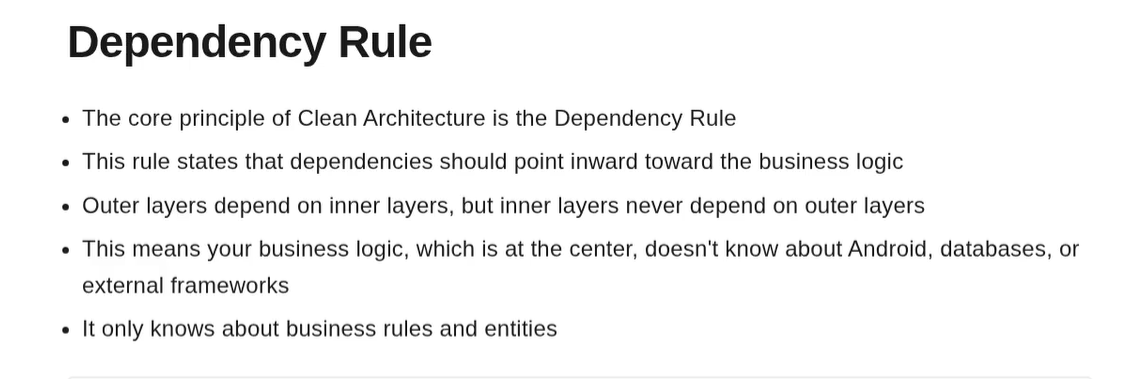 Dependency Rule
• The core principle of Clean Architecture is the Dependency Rule
• This rule states that dependencies should point inward toward the business logic
• Outer layers depend on inner layers, but inner layers never depend on outer layers
• This means your business logic, which is at the center, doesn't know about Android, databases, or
external frameworks
• It only knows about business rules and entities